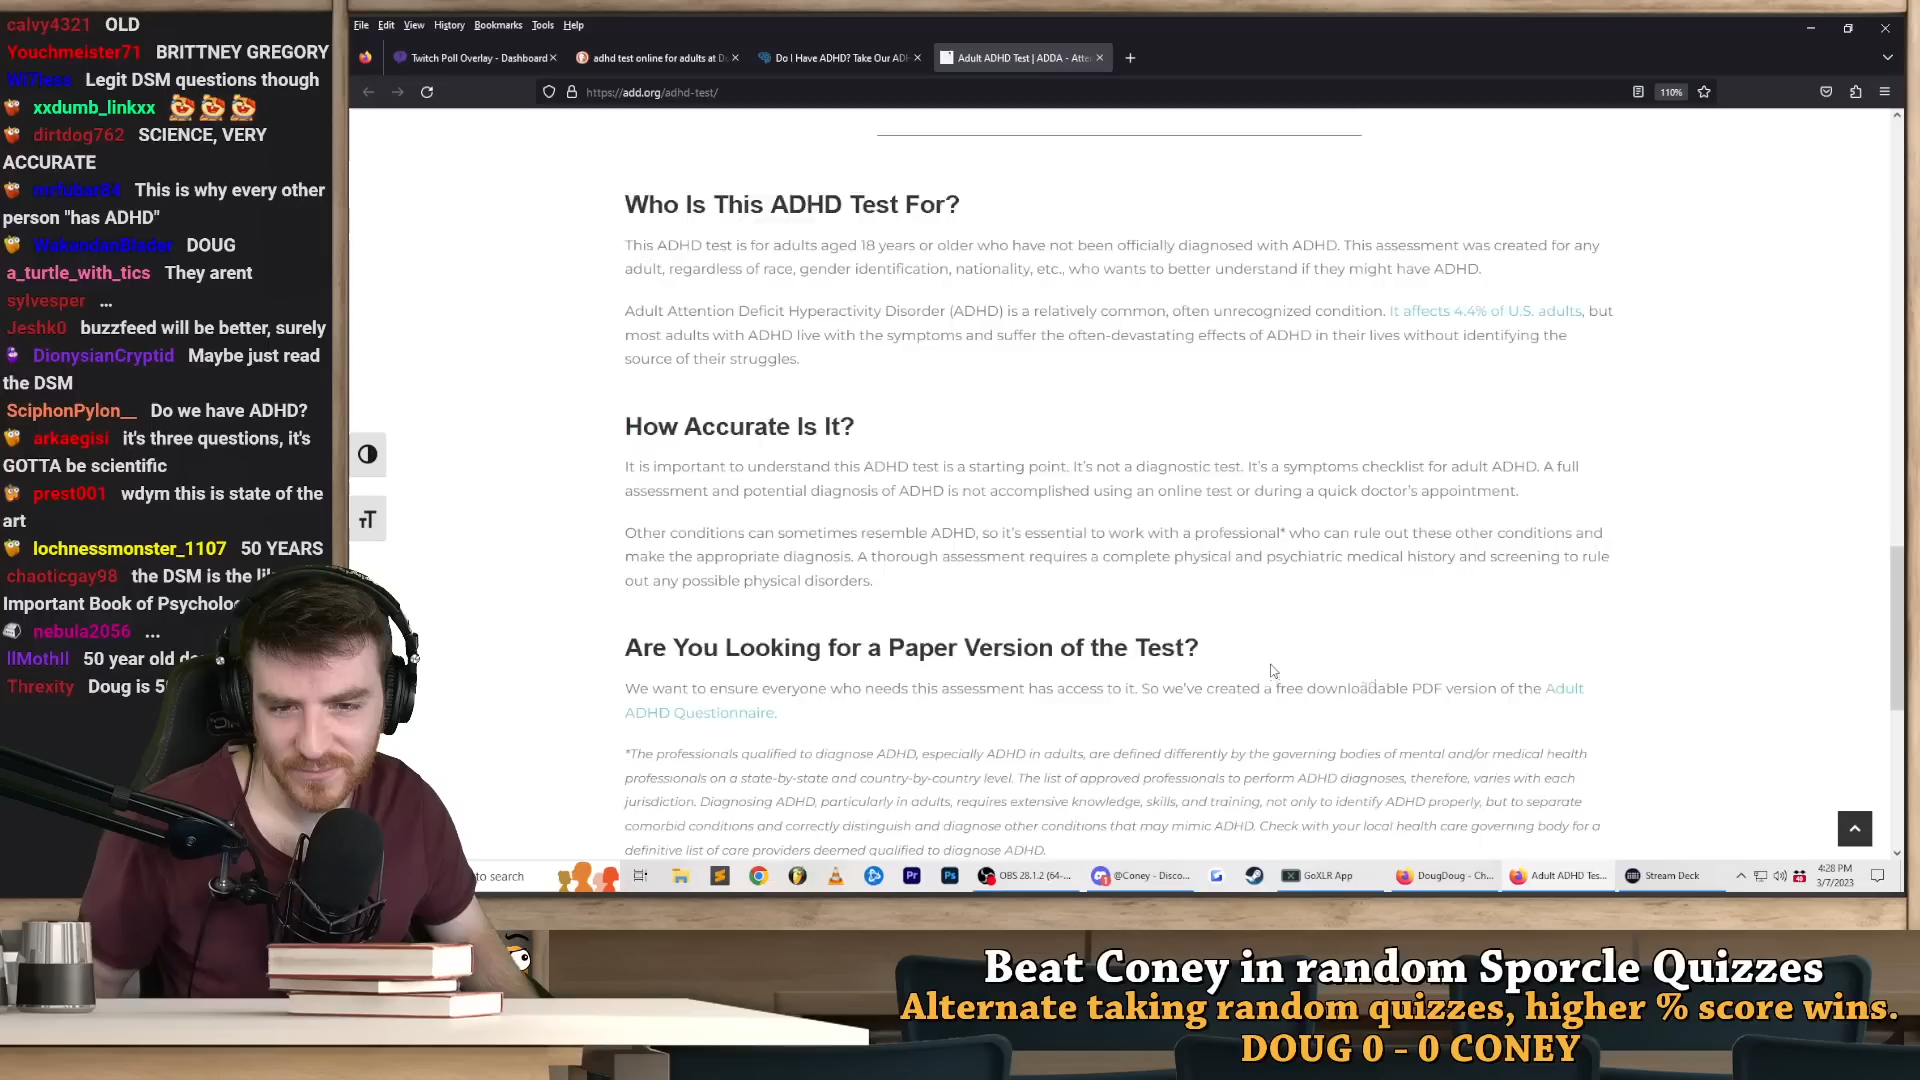 calvy4321 OLD
Youchmeister71 BRITTNEY GREGORY
Wi7less Legit DSM questions though
xxdumb_linkxx
dirtdog762 SCIENCE, VERY
ACCURATE
mrfubar84 This is why every other
person "has ADHD"
WakandanBlader DOUG
a_turtle_with_tics They arent
sylvesper ...
Jeshk0 buzzfeed will be better, surely
DionysianCryptid Maybe just read
the DSM
SciphonPylon__ Do we have ADHD?
arkaegisi it's three questions, it's
GOTTA be scientific
prest001 wdym this is state of the
art
lochnessmonster_1107 50 YEARS
chaoticgay98 the DSM is the
Important Book of
nebula2056 ...
50 year old
Threxity Doug is
File Edit View History Bookmarks Tools Help
Twitch Poll Overlay - Dashboard
adhd test online for adults at D
Do I Have ADHD? Take Our AD
Adult ADHD Test | ADDA - Atte
https://add.org/adhd-test/
110%
Who Is This ADHD Test For?
This ADHD test is for adults aged 18 years or older who have not been officially diagnosed with ADHD. This assessment was created for any
adult, regardless of race, gender identification, nationality, etc., who wants to better understand if they might have ADHD.
Adult Attention Deficit Hyperactivity Disorder (ADHD) is a relatively common, often unrecognized condition. It affects 4.4% of U.S. adults, but
most adults with ADHD live with the symptoms and suffer the often-devastating effects of ADHD in their lives without identifying the
source of their struggles.
How Accurate Is It?
It is important to understand this ADHD test is a starting point. It's not a diagnostic test. It's a symptoms checklist for adult ADHD. A full
assessment and potential diagnosis of ADHD is not accomplished using an online test or during a quick doctor's appointment.
Other conditions can sometimes resemble ADHD, so it's essential to work with a professional* who can rule out these other conditions and
make the appropriate diagnosis. A thorough assessment requires a complete physical and psychiatric medical history and screening to rule
out any possible physical disorders.
Are You Looking for a Paper Version of the Test?
We want to ensure everyone who needs this assessment has access to it. So we've created a free downloadable PDF version of the Adult
ADHD Questionnaire.
*The professionals qualified to diagnose ADHD, especially ADHD in adults, are defined differently by the governing bodies of mental and/or medical health
professionals on a state-by-state and country-by-country level. The list of approved professionals to perform ADHD diagnoses, therefore, varies with each
jurisdiction. Diagnosing ADHD, particularly in adults, requires extensive knowledge, skills, and training, not only to identify ADHD properly, but to separate
comorbid conditions and correctly distinguish and diagnose other conditions that may mimic ADHD. Check with your local health care governing body for a
definitive list of care providers deemed qualified to diagnose ADHD.
to search
Pr
Ps
OBS 28.1.2 (64-...
@Coney - Disco...
GoXLR App
DougDoug - Ch...
Adult ADHD Tes...
Stream Deck
4:28 PM
3/7/2023
Beat Coney in random Sporcle Quizzes
Alternate taking random quizzes, higher % score wins.
DOUG 0 - 0 CONEY